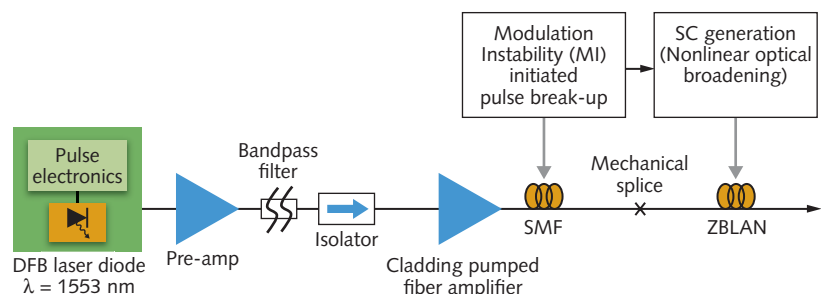 Modulation
Instability (MI)
initiated
pulse break-up
SC generation
(Nonlinear optical
broadening)
Pulse
electronics
Bandpass
filter
Mechanical
splice
Isolator
SMF
ZBLAN
Pre-amp
DFB laser diode
λ = 1553 nm
Cladding pumped
fiber amplifier